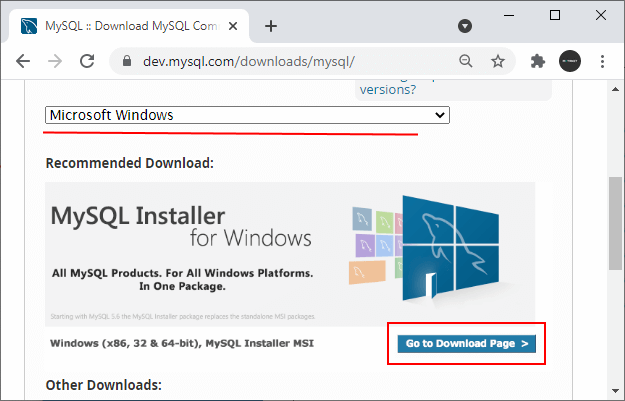 MySQL :: Download MySQL Com
dev.mysql.com/downloads/mysql/
versions?
Microsoft Windows
Recommended Download:
MySQL Installer
for Windows
All MySQL Products. For All Windows Platforms.
In One Package.
Starting with MySQL 5.6 the MySQL Installer package replaces the standalone MSI packages.
Windows (x86, 32 & 64-bit), MySQL Installer MSI
Go to Download Page >
Other Downloads: